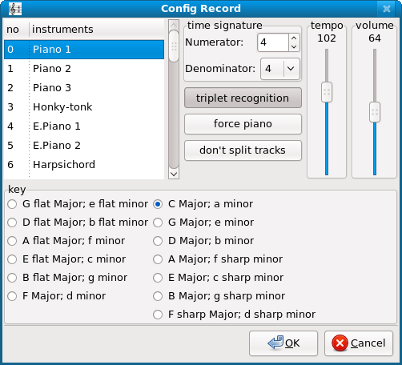 Config Record
no instruments
0 Piano 1
1 Piano 2
2 Piano 3
3 Honky-tonk
4 E.Piano 1
5 E.Piano 2
6 Harpsichord
time signature
Numerator: 4
Denominator: 4
triplet recognition
force piano
don't split tracks
tempo
102
volume
64
key
G flat Major; e flat minor
D flat Major; b flat minor
A flat Major; f minor
E flat Major; c minor
B flat Major; g minor
F Major; d minor
C Major; a minor
G Major; e minor
D Major; b minor
A Major; f sharp minor
E Major; c sharp minor
B Major; g sharp minor
F sharp Major; d sharp minor
OK
Cancel